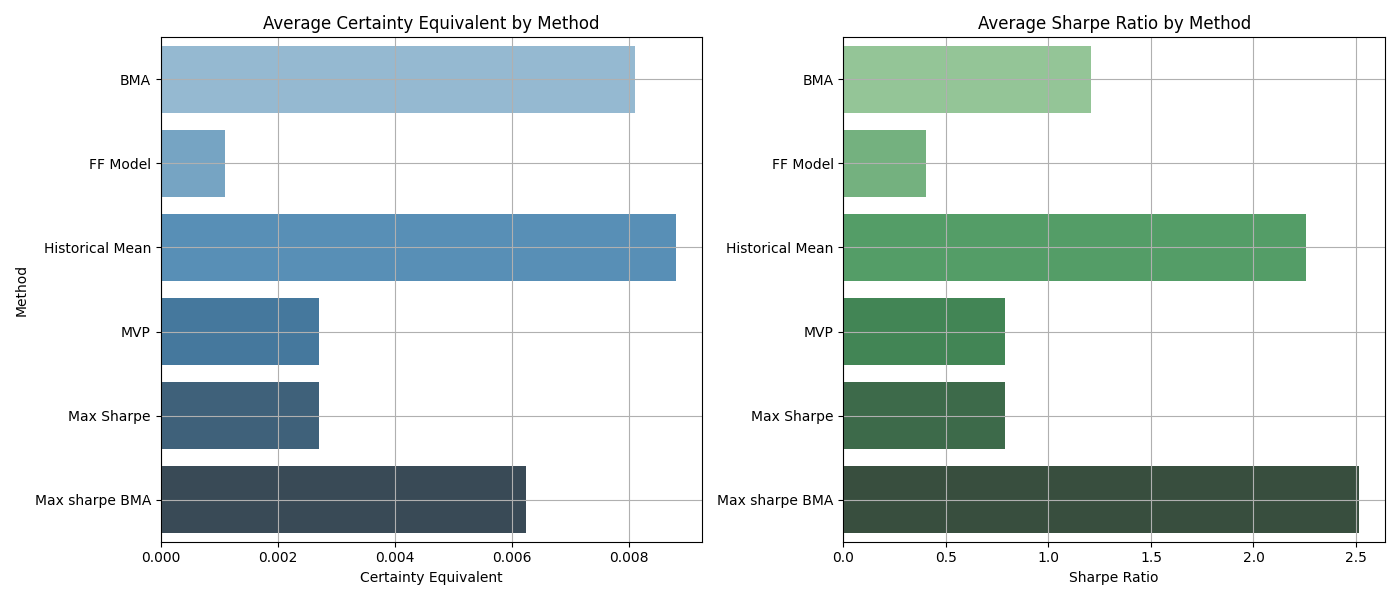 Average Certainty Equivalent by Method
Method
BMA
FF Model
Historical Mean
MVP
Max Sharpe
Max sharpe BMA
0.000 0.002 0.004 0.006 0.008
Certainty Equivalent
Average Sharpe Ratio by Method
BMA
FF Model
Historical Mean
MVP
Max Sharpe
Max sharpe BMA
0.0 0.5 1.0 1.5 2.0 2.5
Sharpe Ratio